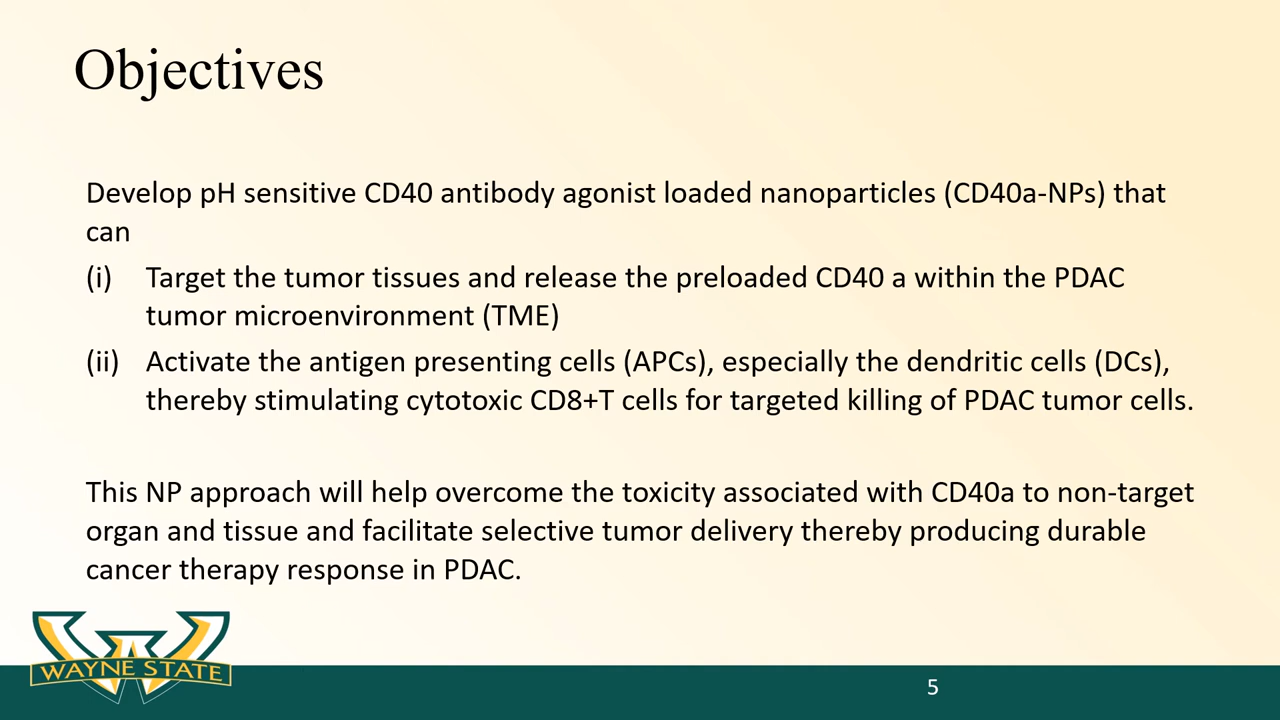 Objectives
Develop pH sensitive CD40 antibody agonist loaded nanoparticles (CD40a-NPs) that
can
(i) Target the tumor tissues and release the preloaded CD40 a within the PDAC
tumor microenvironment (TME)
(ii) Activate the antigen presenting cells (APCs), especially the dendritic cells (DCs),
thereby stimulating cytotoxic CD8+T cells for targeted killing of PDAC tumor cells.
This NP approach will help overcome the toxicity associated with CD40a to non-target
organ and tissue and facilitate selective tumor delivery thereby producing durable
cancer therapy response in PDAC.
WAYNE STATE
5